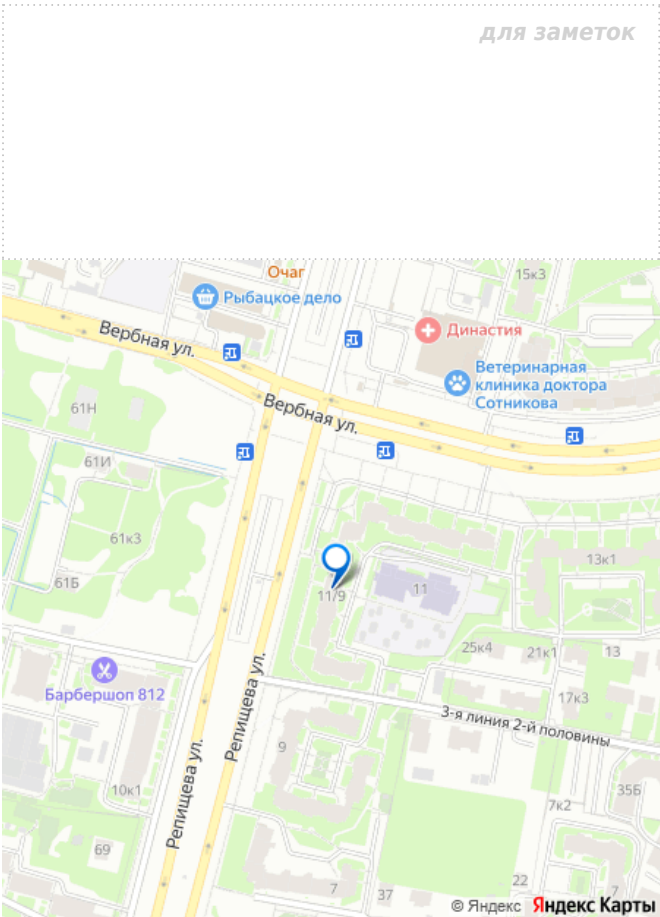 для заметок
Очаг
15к3
Рыбацкое дело
Династия
Вербная ул.
Ветеринарная
клиника доктора
Сотникова
Вербная ул.
61Н
61И
61к3
13к1
61Б
11
11/9
25к4
21к1
13
Барбершоп 812
17к3
3-я линия 2-й половины
Репищева ул.
9
Репищева ул.
10к1
35Б
7к2
69
7
37
22
7
© Яндекс Яндекс Карты